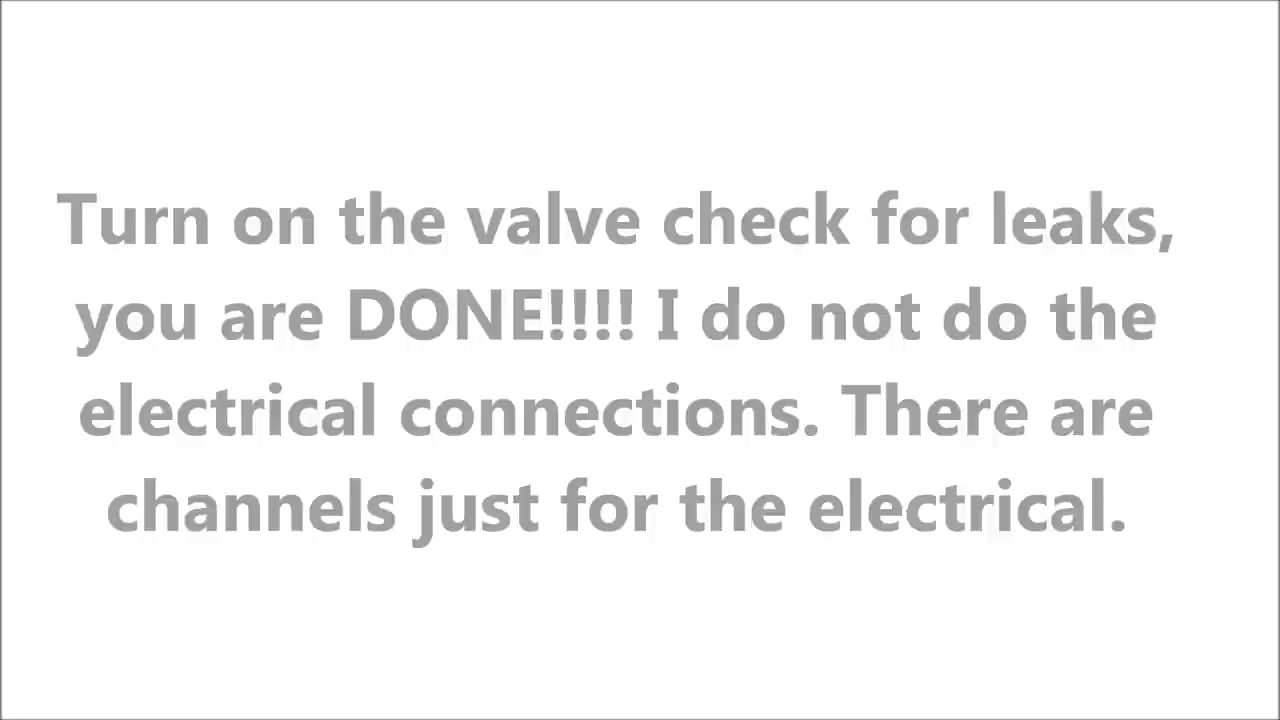 Turn on the valve check for leaks,
you are DONE!!!! I do not do the
electrical connections. There are
channels just for the electrical.